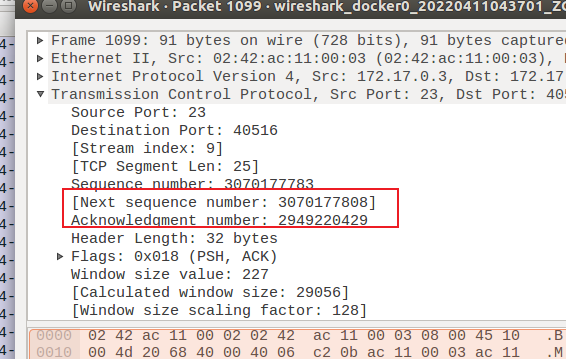 Wireshark · Packet 1099 · wireshark_docker0_20220411043701_ZC
Frame 1099: 91 bytes on wire (728 bits), 91 bytes captured
Ethernet II, Src: 02:42:ac:11:00:03 (02:42:ac:11:00:03),
Internet Protocol Version 4, Src: 172.17.0.3, Dst: 172.17
Transmission Control Protocol, Src Port: 23, Dst Port: 405
Source Port: 23
Destination Port: 40516
[Stream index: 9]
[TCP Segment Len: 25]
Sequence number: 3070177783
[Next sequence number: 3070177808]
Acknowledgment number: 2949220429
Header Length: 32 bytes
Flags: 0x018 (PSH, ACK)
Window size value: 227
[Calculated window size: 29056]
[Window size scaling factor: 128]
0000 02 42 ac 11 00 02 02 42 ac 11 00 03 08 00 45 10 .B
0010 00 4d 20 68 40 00 40 06 c2 0b ac 11 00 03 ac 11 .M